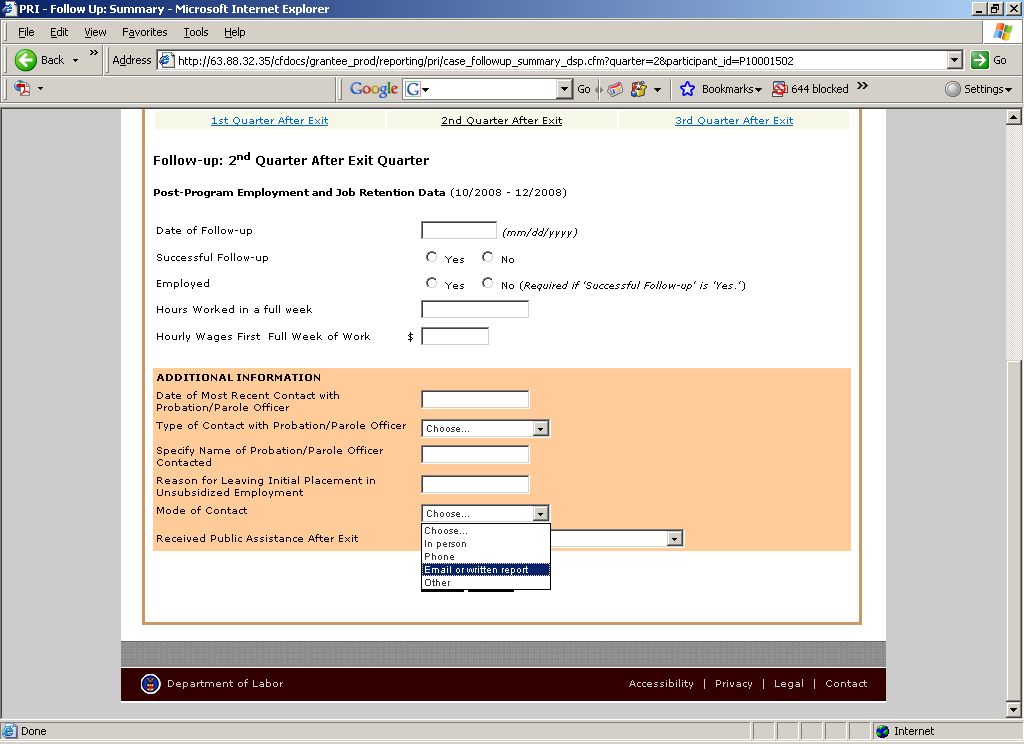 PRI - Follow Up: Summary - Microsoft Internet Explorer
File Edit View Favorites Tools Help
Back » Address http://63.88.32.35/cfdocs/grantee_prod/reporting/pri/case_followup_summary_dsp.cfm?quarter=2&participant_id=P10001502 Go
Google G Go Bookmarks 644 blocked » Settings
1st Quarter After Exit 2nd Quarter After Exit 3rd Quarter After Exit
Follow-up: 2nd Quarter After Exit Quarter
Post-Program Employment and Job Retention Data (10/2008 - 12/2008)
Date of Follow-up (mm/dd/yyyy)
Successful Follow-up Yes No
Employed Yes No (Required if 'Successful Follow-up' is 'Yes.')
Hours Worked in a full week
Hourly Wages First Full Week of Work $
ADDITIONAL INFORMATION
Date of Most Recent Contact with
Probation/Parole Officer
Type of Contact with Probation/Parole Officer Choose...
Specify Name of Probation/Parole Officer
Contacted
Reason for Leaving Initial Placement in
Unsubsidized Employment
Mode of Contact Choose...
Choose...
In person
Phone
Email or written report
Other
Received Public Assistance After Exit
Department of Labor Accessibility | Privacy | Legal | Contact
Done Internet